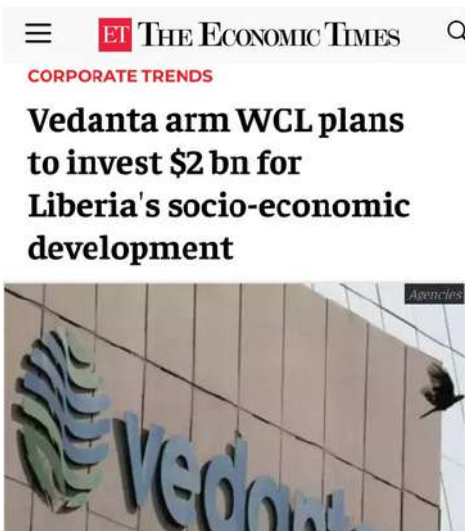 ET THE ECONOMIC TIMES
CORPORATE TRENDS
Vedanta arm WCL plans
to invest $2 bn for
Liberia's socio-economic
development
Agencies
vedanta